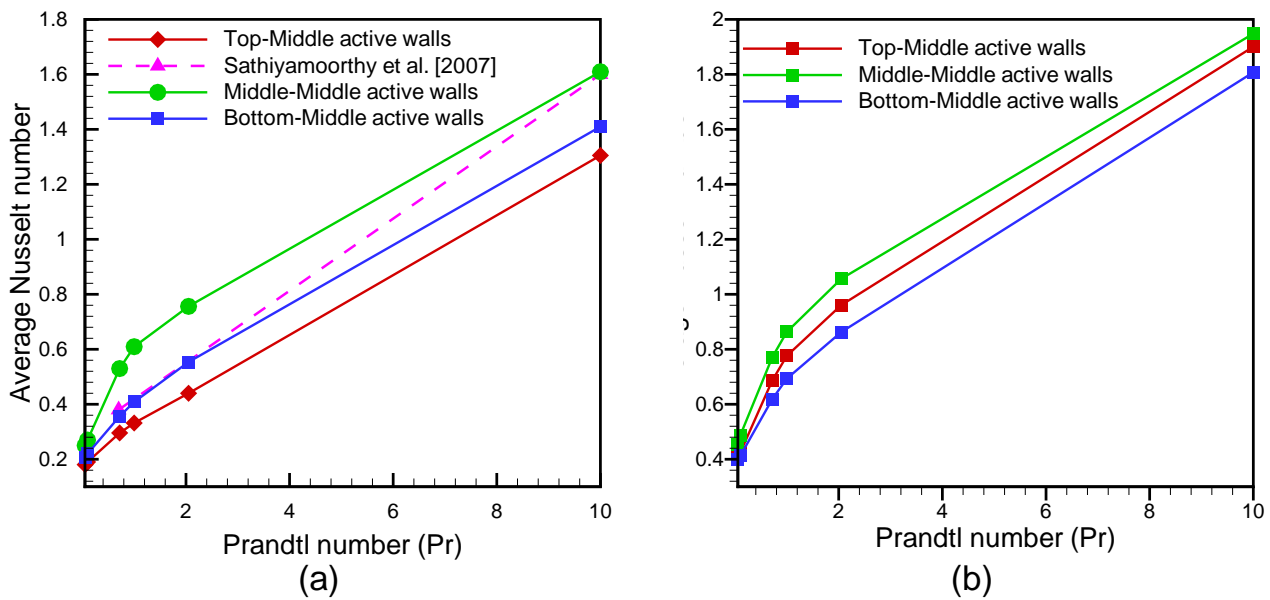 1.8
1.6
1.4
1.2
1
0.8
0.6
0.4
0.2
Average Nusselt number
Top-Middle active walls
Sathiyamoorthy et al. [2007]
Middle-Middle active walls
Bottom-Middle active walls
2 4 6 8 10
Prandtl number (Pr)
(a)
2
1.8
1.6
1.4
1.2
1
0.8
0.6
0.4
Top-Middle active walls
Middle-Middle active walls
Bottom-Middle active walls
2 4 6 8 10
Prandtl number (Pr)
(b)